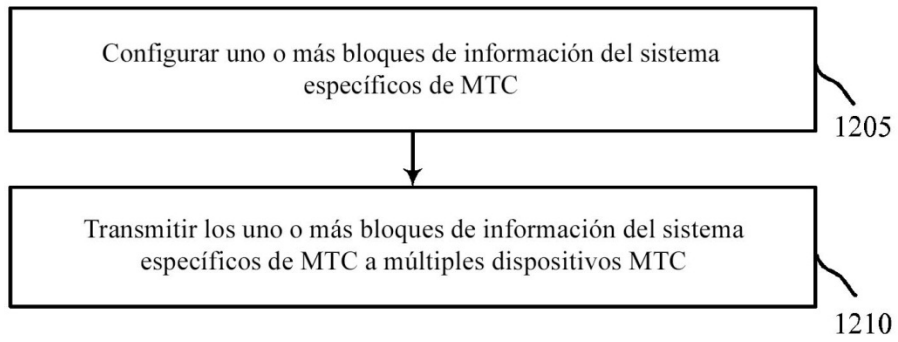 Configurar uno o más bloques de información del sistema
específicos de MTC
1205
Transmitir los uno o más bloques de información del sistema
específicos de MTC a múltiples dispositivos MTC
1210